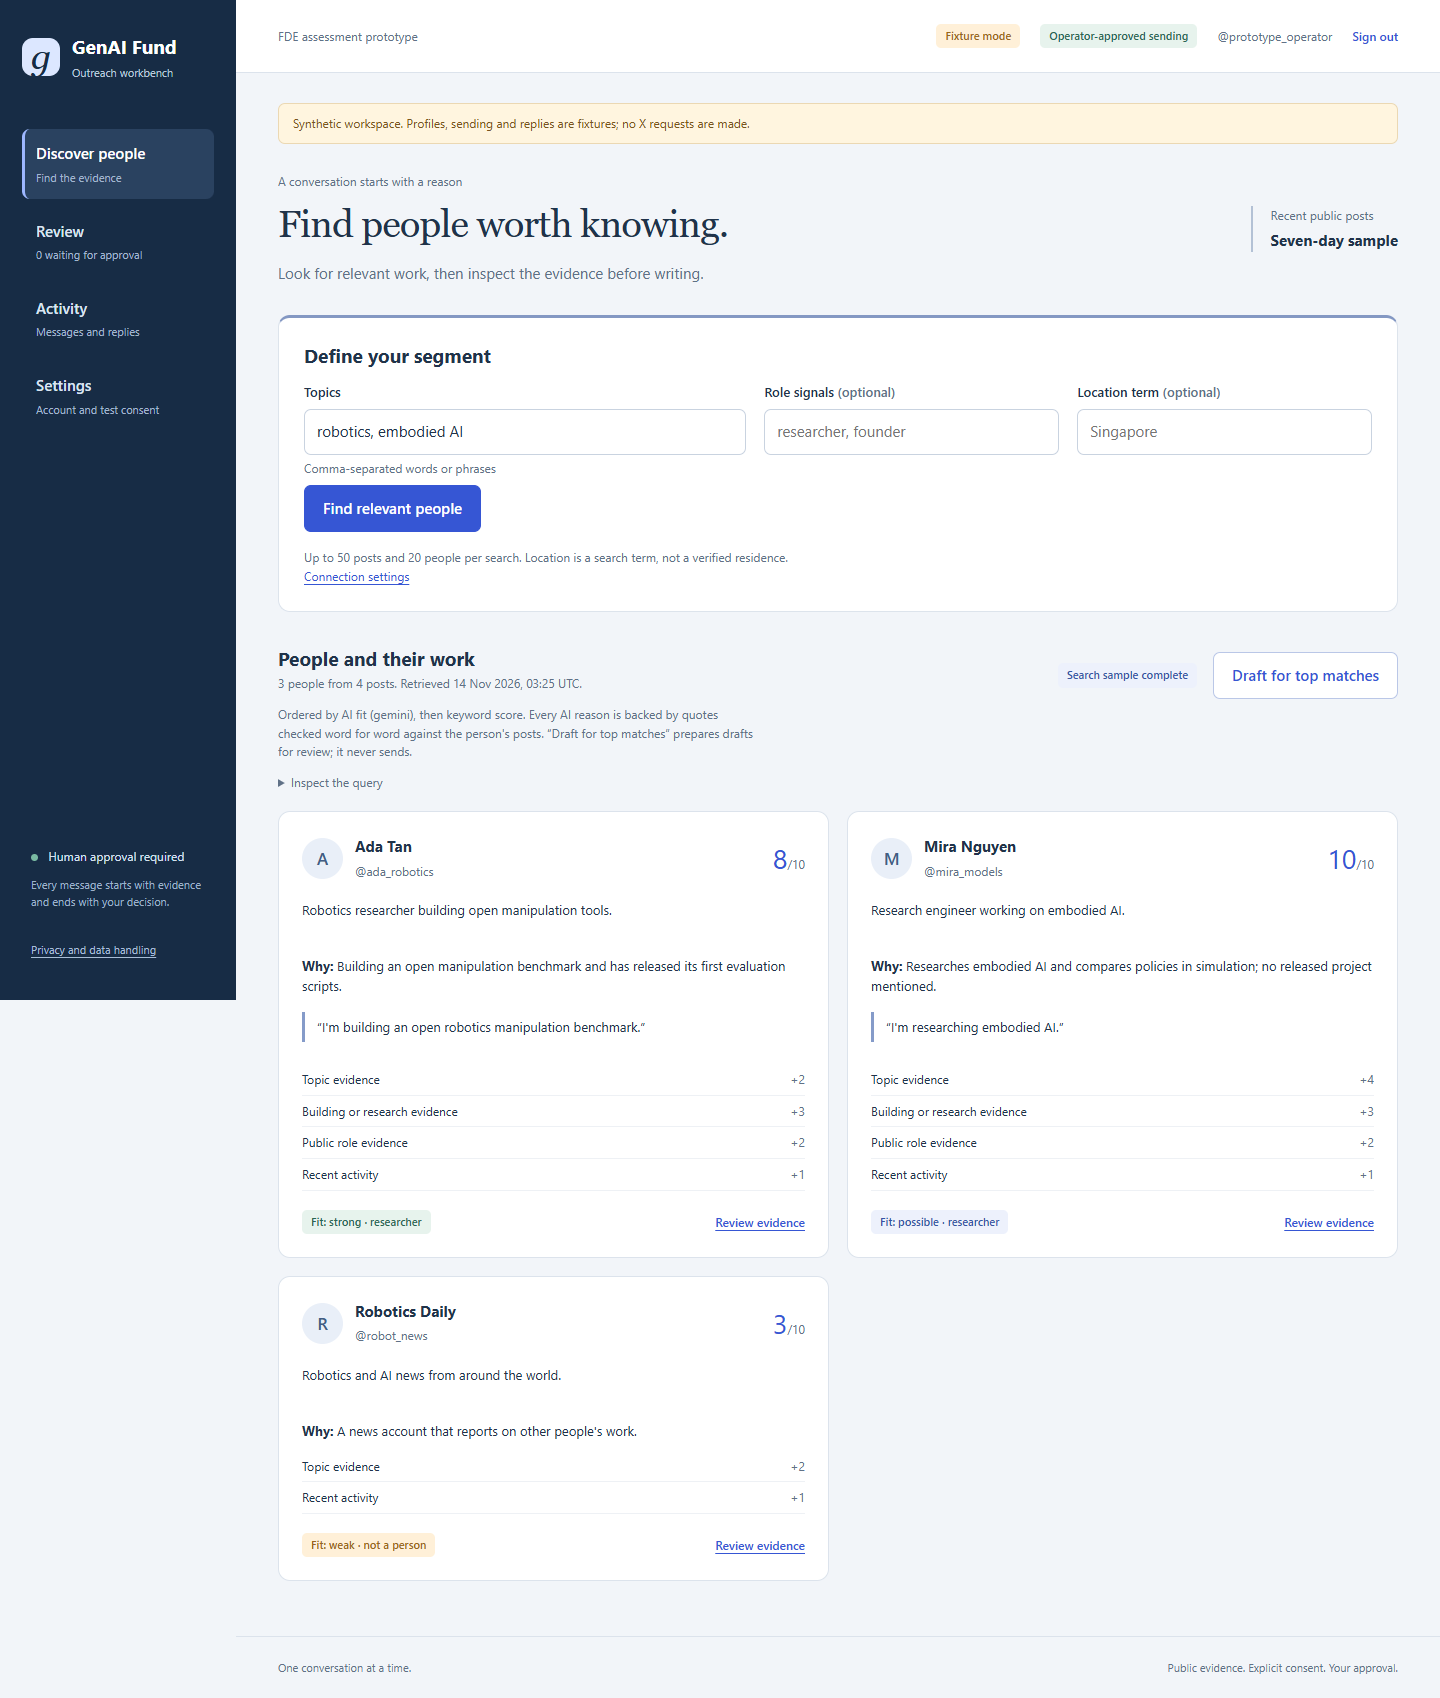 g
GenAI Fund
Outreach workbench
Discover people
Find the evidence
Review
0 waiting for approval
Activity
Messages and replies
Settings
Account and test consent
Human approval required
Every message starts with evidence
and ends with your decision.
Privacy and data handling
FDE assessment prototype
Fixture mode
Operator-approved sending
@prototype_operator
Sign out
Synthetic workspace. Profiles, sending and replies are fixtures; no X requests are made.
A conversation starts with a reason
Find people worth knowing.
Look for relevant work, then inspect the evidence before writing.
Recent public posts
Seven-day sample
Define your segment
Topics
robotics, embodied AI
Comma-separated words or phrases
Role signals (optional)
researcher, founder
Location term (optional)
Singapore
Find relevant people
Up to 50 posts and 20 people per search. Location is a search term, not a verified residence.
Connection settings
People and their work
3 people from 4 posts. Retrieved 14 Nov 2026, 03:25 UTC.
Search sample complete
Draft for top matches
Ordered by AI fit (gemini), then keyword score. Every AI reason is backed by quotes
checked word for word against the person's posts. “Draft for top matches” prepares drafts
for review; it never sends.
Inspect the query
A
Ada Tan
@ada_robotics
8/10
Robotics researcher building open manipulation tools.
Why: Building an open manipulation benchmark and has released its first evaluation
scripts.
“I'm building an open robotics manipulation benchmark.”
Topic evidence +2
Building or research evidence +3
Public role evidence +2
Recent activity +1
Fit: strong · researcher
Review evidence
M
Mira Nguyen
@mira_models
10/10
Research engineer working on embodied AI.
Why: Researches embodied AI and compares policies in simulation; no released project
mentioned.
“I'm researching embodied AI.”
Topic evidence +4
Building or research evidence +3
Public role evidence +2
Recent activity +1
Fit: possible · researcher
Review evidence
R
Robotics Daily
@robot_news
3/10
Robotics and AI news from around the world.
Why: A news account that reports on other people's work.
Topic evidence +2
Recent activity +1
Fit: weak · not a person
Review evidence
One conversation at a time.
Public evidence. Explicit consent. Your approval.